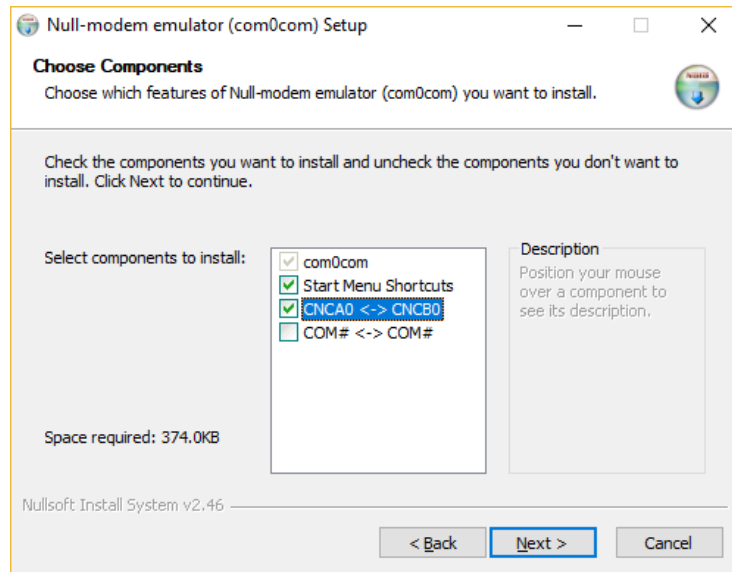 Null-modem emulator (com0com) Setup
Choose Components
Choose which features of Null-modem emulator (com0com) you want to install.
Check the components you want to install and uncheck the components you don't want to
install. Click Next to continue.
Select components to install:
com0com
Start Menu Shortcuts
CNCA0 <-> CNCB0
COM# <-> COM#
Description
Position your mouse
over a component to
see its description.
Space required: 374.0KB
Nullsoft Install System v2.46
< Back
Next >
Cancel